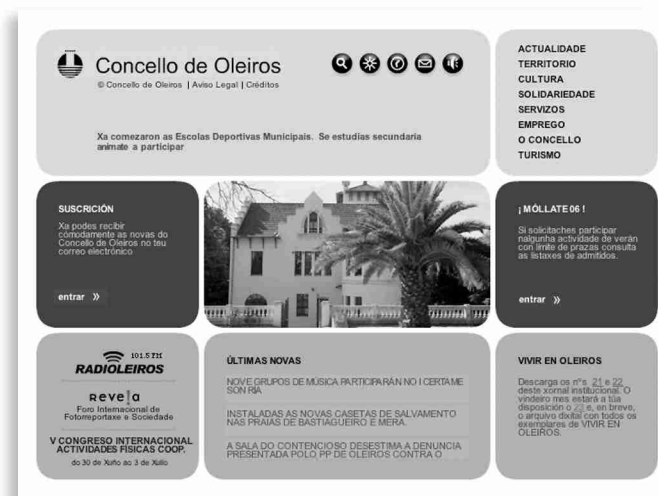 Concello de Oleiros
© Concello de Oleiros | Aviso Legal | Créditos
Xa comezaron as Escolas Deportivas Municipais. Se estudias secundaria
anímate a participar
ACTUALIDADE
TERRITORIO
CULTURA
SOLIDARIEDADE
SERVIZOS
EMPREGO
O CONCELLO
TURISMO
SUSCRICIÓN
Xa podes recibir
cómodamente as novas do
Concello de Oleiros no teu
correo electrónico
entrar »
¡ MÓLLATE 06 !
Si solicitaches participar
nalgunha actividade de verán
con límite de prazas consulta
as listaxes de admitidos.
entrar »
101.5 FM
RADIOLEIROS
Revela
Foro Internacional de
Fotorreportaxe e Sociedade
V CONGRESO INTERNACIONAL
ACTIVIDADES FÍSICAS COOP.
do 30 de Xuño ao 3 de Xullo
ÚLTIMAS NOVAS
NOVE GRUPOS DE MÚSICA PARTICIPARÁN NO I CERTAME
SON RÍA
INSTALADAS AS NOVAS CASETAS DE SALVAMENTO
NAS PRAIAS DE BASTIAGUEIRO E MERA.
A SALA DO CONTENCIOSO DESESTIMA A DENUNCIA
PRESENTADA POLO PP DE OLEIROS CONTRA O
VIVIR EN OLEIROS
Descarga os nºs 21 e 22
deste xornal institucional. O
vindeiro mes estará a túa
disposición o 23 e, en breve,
o arquivo dixital con todos os
exemplares de VIVIR EN
OLEIROS.